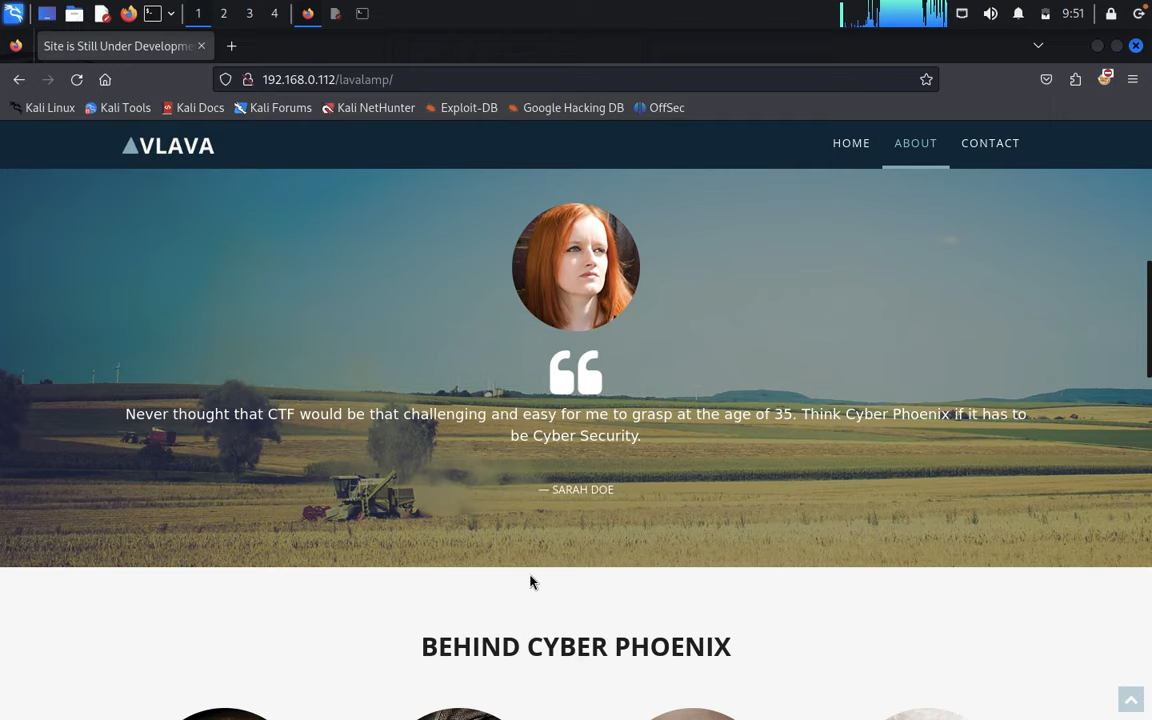 1 2 3 4 9:51
Site is Still Under Developme
192.168.0.112/lavalamp/
Kali Linux Kali Tools Kali Docs Kali Forums Kali NetHunter Exploit-DB Google Hacking DB OffSec
VLAVA HOME ABOUT CONTACT
Never thought that CTF would be that challenging and easy for me to grasp at the age of 35. Think Cyber Phoenix if it has to
be Cyber Security.
— SARAH DOE
BEHIND CYBER PHOENIX